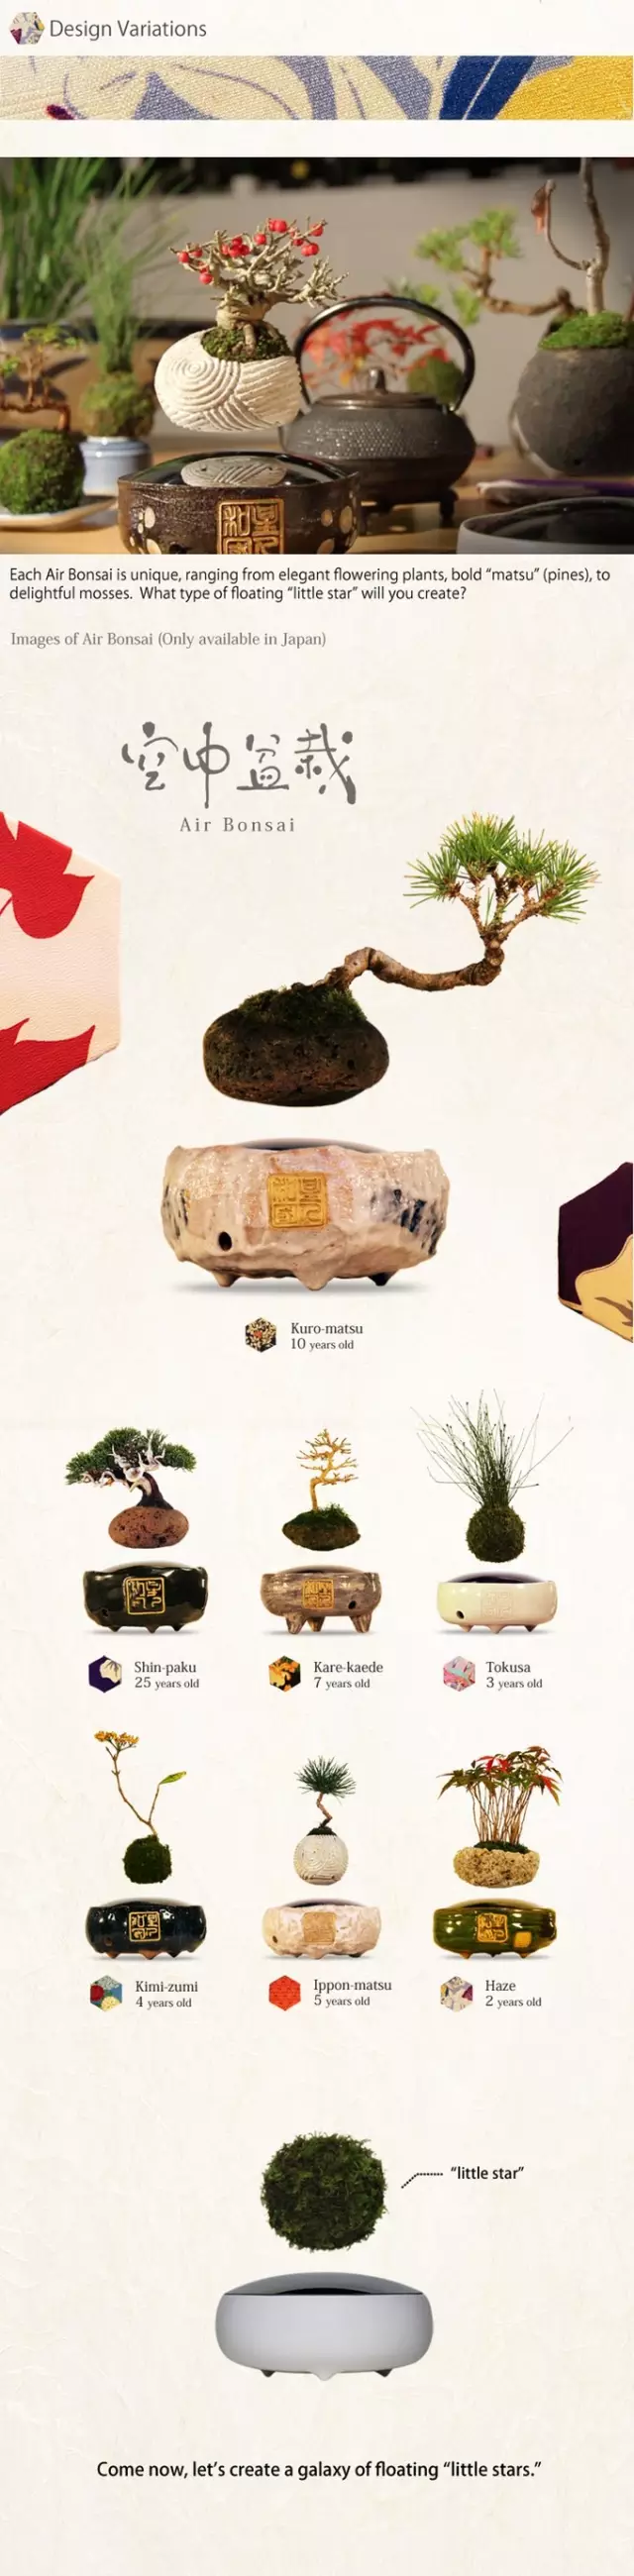 Design Variations
Each Air Bonsai is unique, ranging from elegant flowering plants, bold “matsu” (pines), to
delightful mosses. What type of floating “little star” will you create?
Images of Air Bonsai (Only available in Japan)
空中盆栽
Air Bonsai
Kuro-matsu
10 years old
Shin-paku
25 years old
Kare-kaede
7 years old
Tokusa
3 years old
Kimi-zumi
4 years old
Ippon-matsu
5 years old
Haze
2 years old
“little star”
Come now, let’s create a galaxy of floating “little stars.”